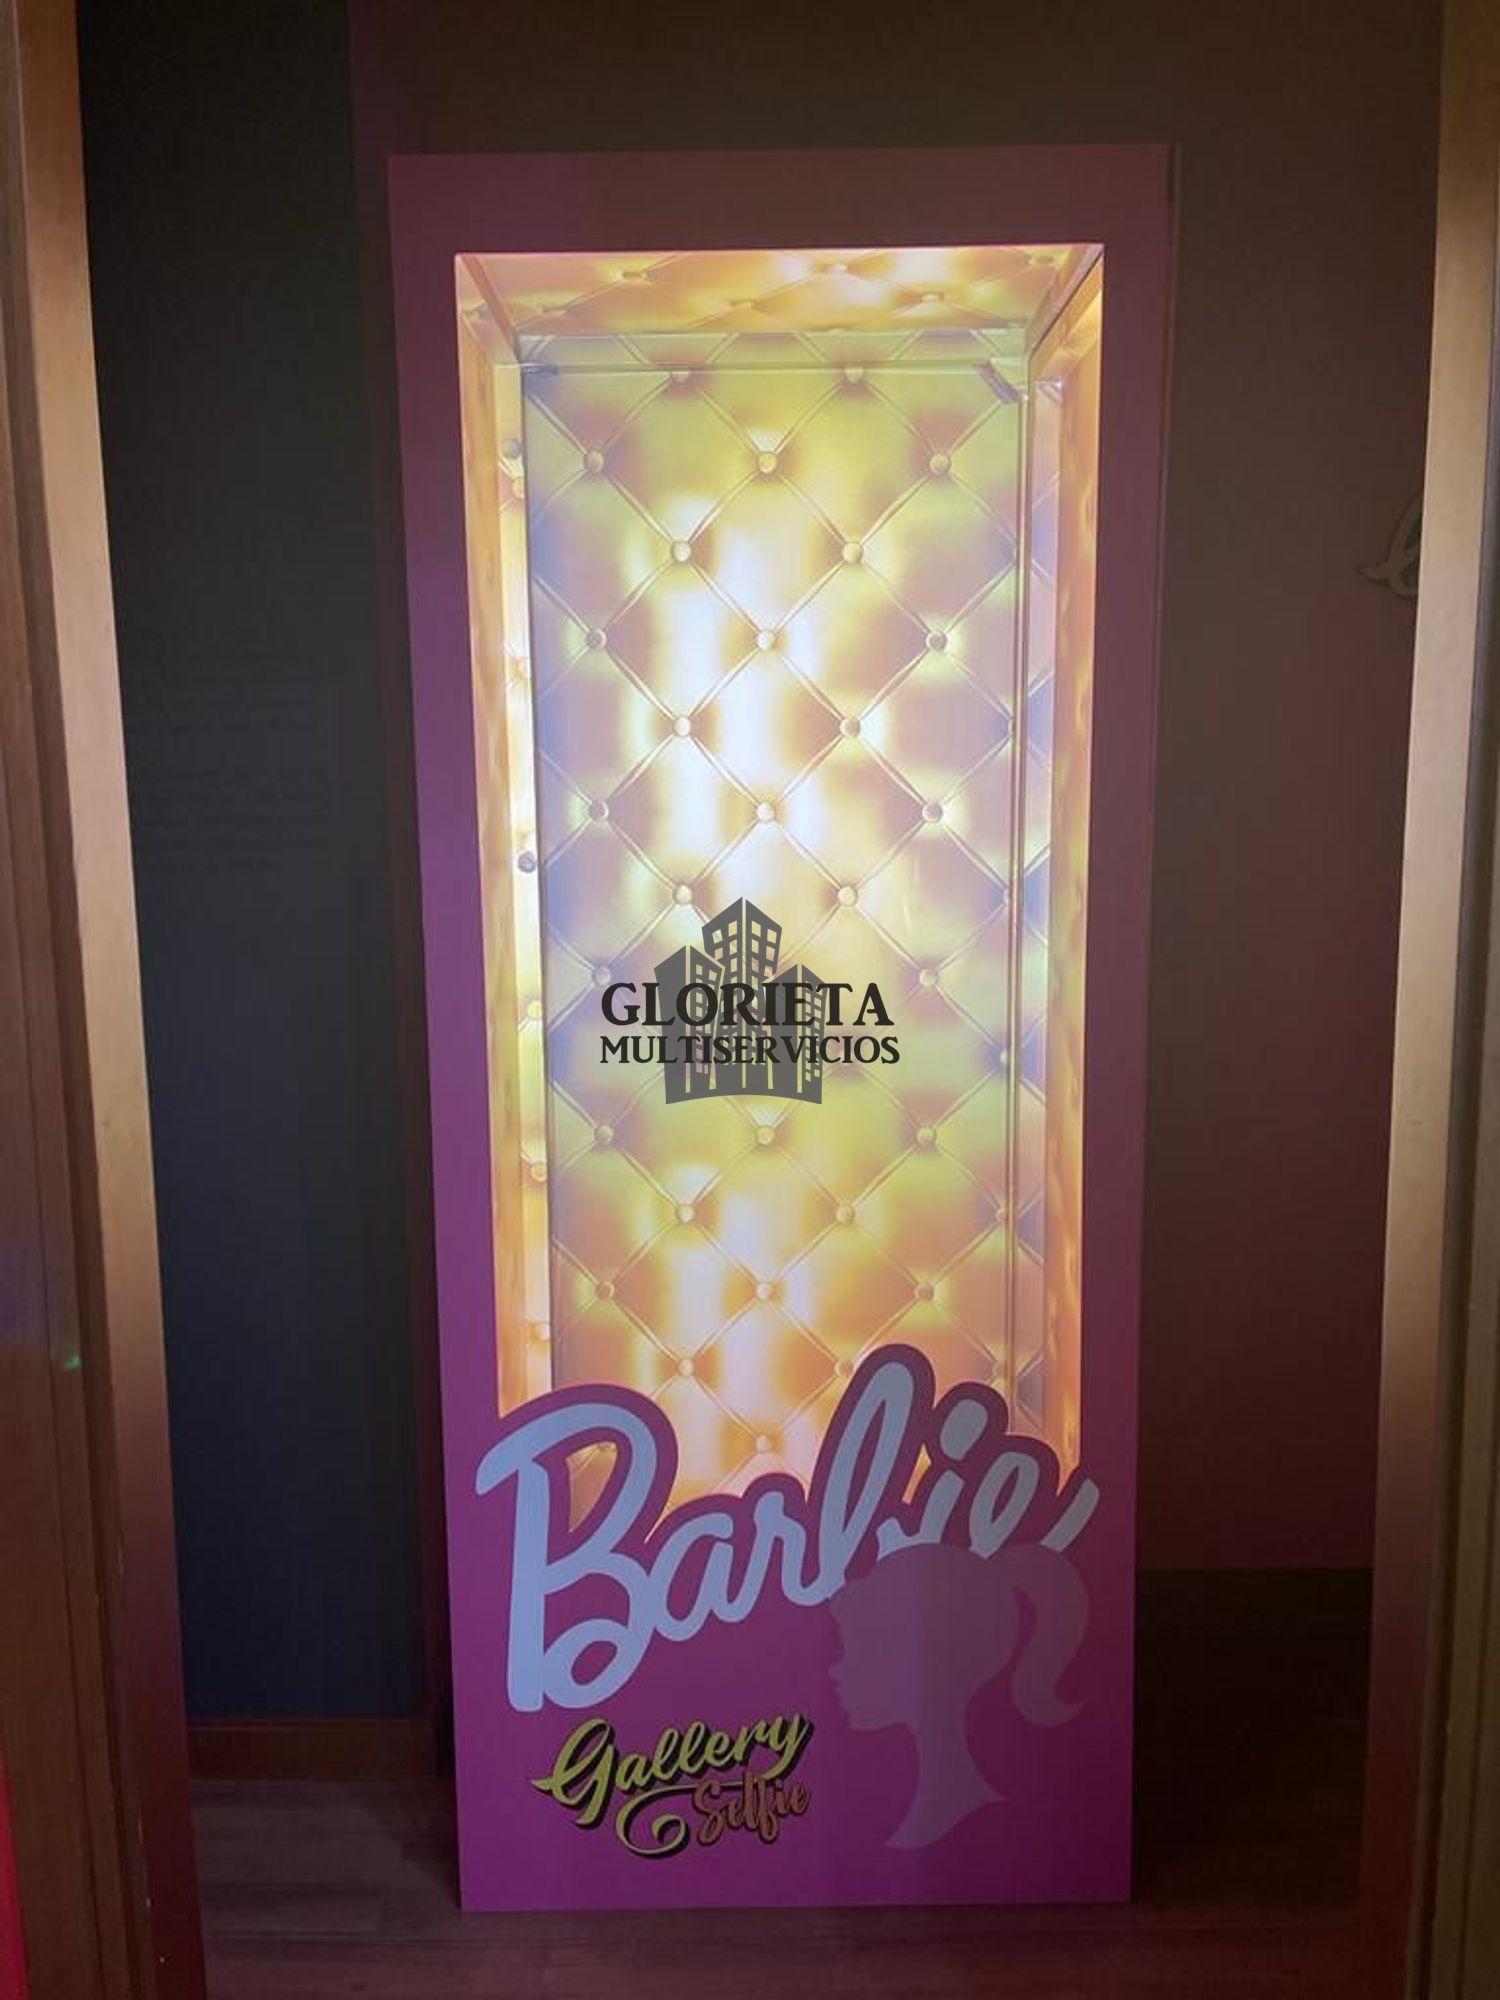 GLORIETA
MULTISERVICIOS
Barbie
Gallery
Selfie